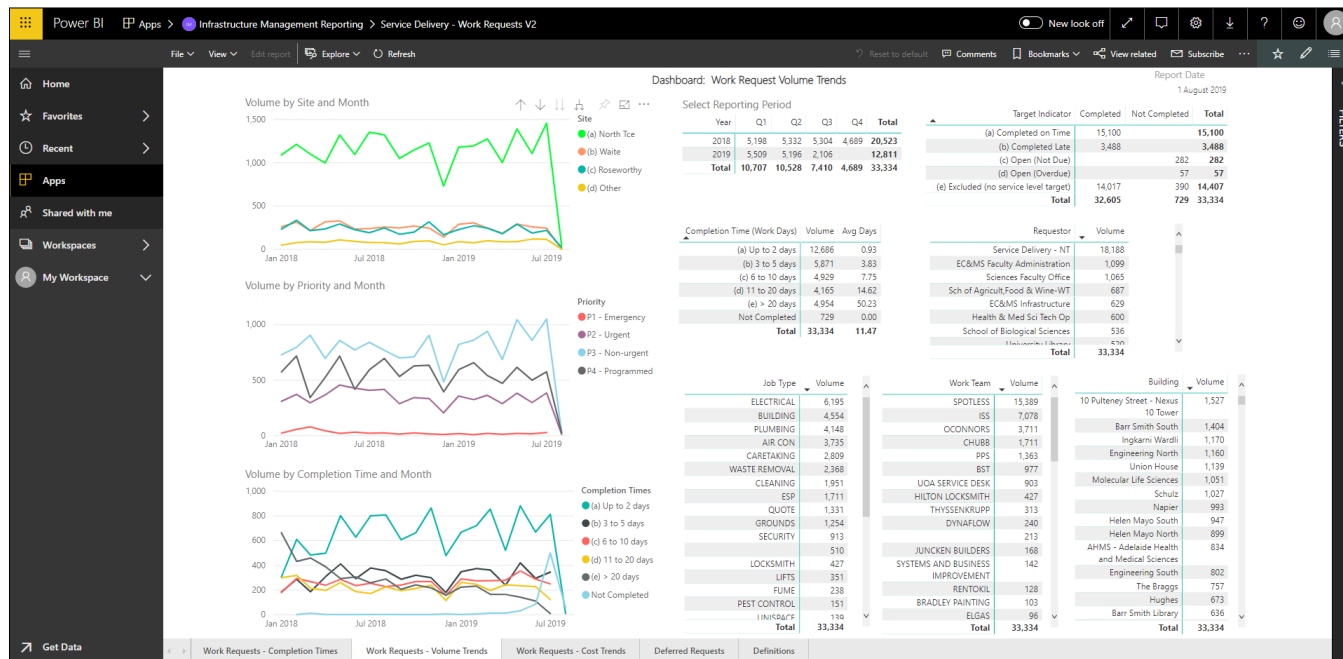 Power BI Apps > Infrastructure Management Reporting > Service Delivery - Work Requests V2 New look off
File View Edit report Explore Refresh Reset to default Comments Bookmarks View related Subscribe ...
Home
Favorites
Recent
Apps
Shared with me
Workspaces
My Workspace
Get Data
FILTERS
Dashboard: Work Request Volume Trends
Report Date
1 August 2019
Volume by Site and Month
1,500
1,000
500
0
Jan 2018 Jul 2018 Jan 2019 Jul 2019
Site
(a) North Tce
(b) Waite
(c) Roseworthy
(d) Other
Volume by Priority and Month
1,000
500
0
Jan 2018 Jul 2018 Jan 2019 Jul 2019
Priority
P1 - Emergency
P2 - Urgent
P3 - Non-urgent
P4 - Programmed
Volume by Completion Time and Month
1,000
800
600
400
200
0
Jan 2018 Jul 2018 Jan 2019 Jul 2019
Completion Times
(a) Up to 2 days
(b) 3 to 5 days
(c) 6 to 10 days
(d) 11 to 20 days
(e) > 20 days
Not Completed
Select Reporting Period
Year Q1 Q2 Q3 Q4 Total
2018 5,198 5,332 5,304 4,689 20,523
2019 5,509 5,196 2,106 12,811
Total 10,707 10,528 7,410 4,689 33,334
Target Indicator Completed Not Completed Total
(a) Completed on Time 15,100 15,100
(b) Completed Late 3,488 3,488
(c) Open (Not Due) 282 282
(d) Open (Overdue) 57 57
(e) Excluded (no service level target) 14,017 390 14,407
Total 32,605 729 33,334
Completion Time (Work Days) Volume Avg Days
(a) Up to 2 days 12,686 0.93
(b) 3 to 5 days 5,871 3.83
(c) 6 to 10 days 4,929 7.75
(d) 11 to 20 days 4,165 14.62
(e) > 20 days 4,954 50.23
Not Completed 729 0.00
Total 33,334 11.47
Requestor Volume
Service Delivery - NT 18,188
EC&MS Faculty Administration 1,099
Sciences Faculty Office 1,065
Sch of Agricult,Food & Wine-WT 687
EC&MS Infrastructure 629
Health & Med Sci Tech Op 600
School of Biological Sciences 536
University Library 520
Total 33,334
Job Type Volume
ELECTRICAL 6,195
BUILDING 4,554
PLUMBING 4,148
AIR CON 3,735
CARETAKING 2,809
WASTE REMOVAL 2,368
CLEANING 1,951
ESP 1,711
QUOTE 1,331
GROUNDS 1,254
SECURITY 913
510
LOCKSMITH 427
LIFTS 351
FUME 238
PEST CONTROL 151
UNISPACE 139
Total 33,334
Work Team Volume
SPOTLESS 15,389
ISS 7,078
OCONNORS 3,711
CHUBB 1,711
PPS 1,363
BST 977
UOA SERVICE DESK 903
HILTON LOCKSMITH 427
THYSSENKRUPP 313
DYNAFLOW 240
213
JUNCKEN BUILDERS 168
SYSTEMS AND BUSINESS 142
IMPROVEMENT
RENTOKIL 128
BRADLEY PAINTING 103
ELGAS 96
Total 33,334
Building Volume
10 Pulteney Street - Nexus 1,527
10 Tower
Barr Smith South 1,404
Ingkarni Wardli 1,170
Engineering North 1,160
Union House 1,139
Molecular Life Sciences 1,051
Schulz 1,027
Napier 993
Helen Mayo South 947
Helen Mayo North 899
AHMS - Adelaide Health 834
and Medical Sciences
Engineering South 802
The Braggs 757
Hughes 673
Barr Smith Library 636
Total 33,334
Work Requests - Completion Times Work Requests - Volume Trends Work Requests - Cost Trends Deferred Requests Definitions